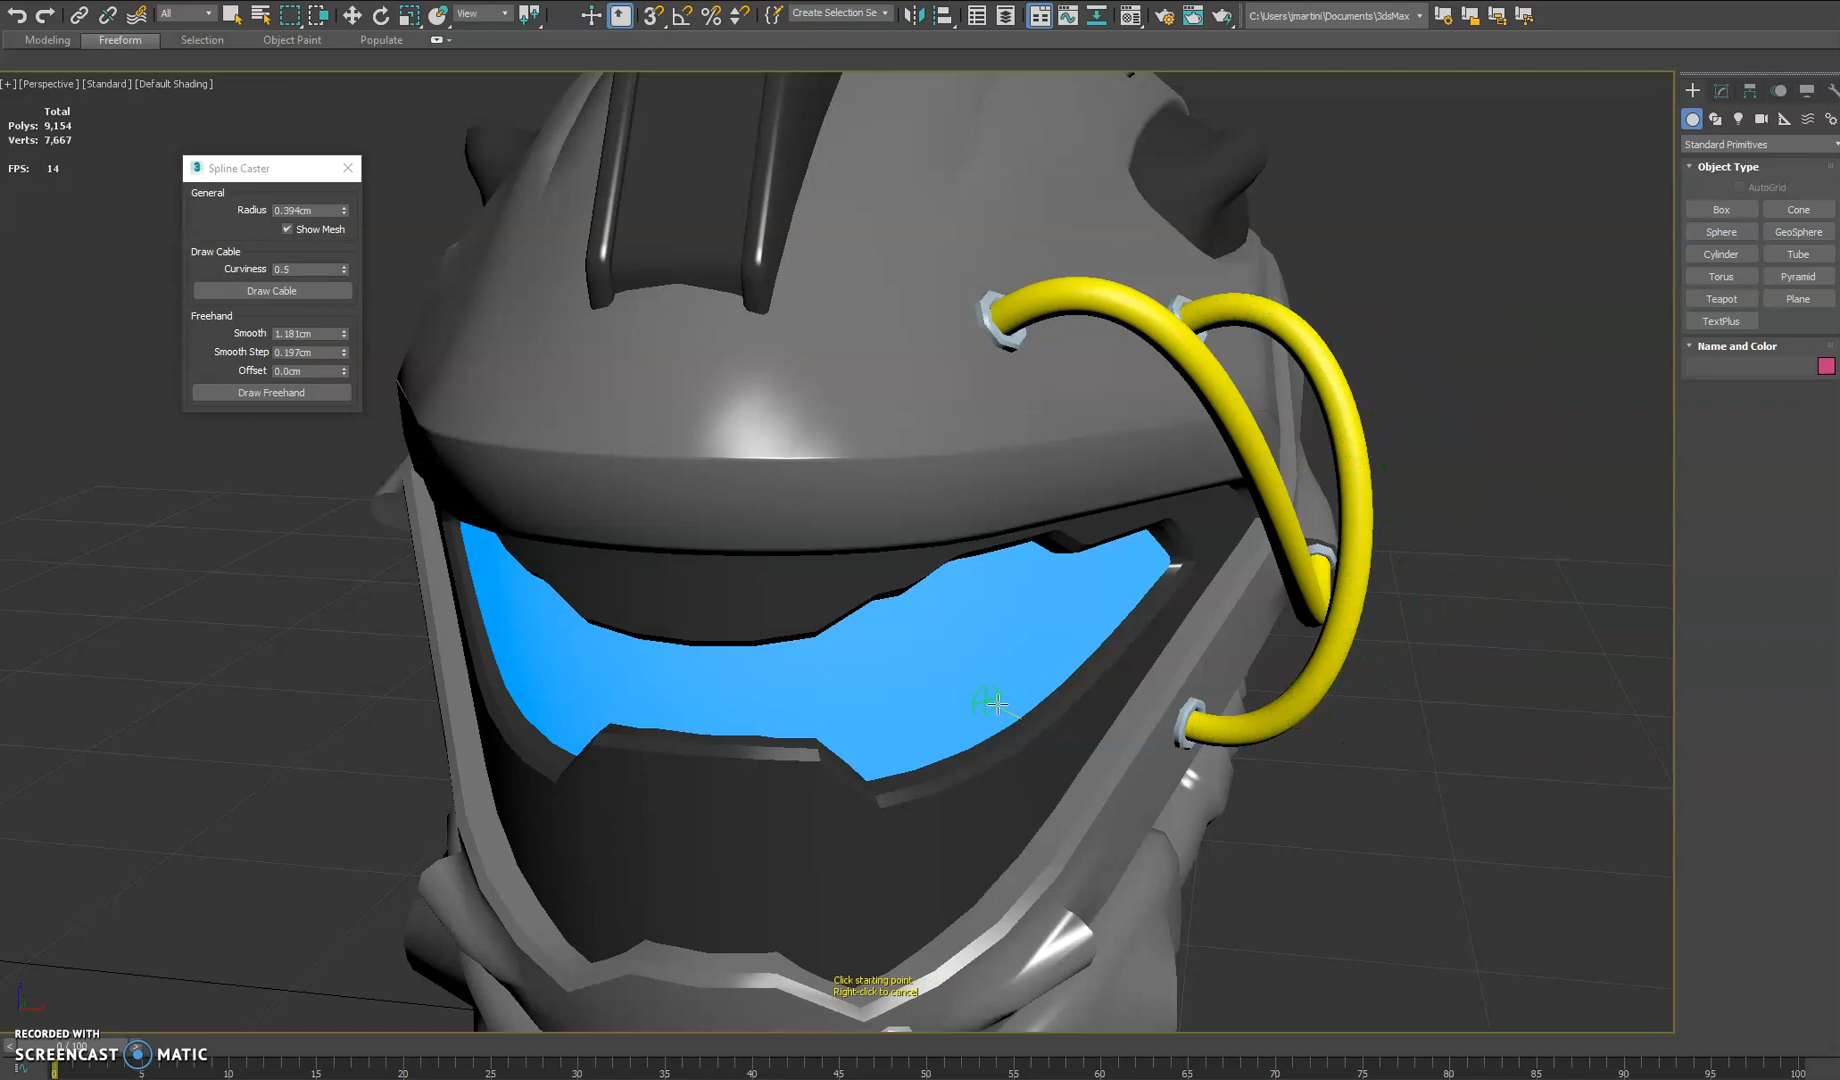 All
View
Create Selection Se
C:\Users\jmartini\Documents\3dsMax
Modeling
Freeform
Selection
Object Paint
Populate
[+] [Perspective] [Standard] [Default Shading]
Total
Polys: 9,154
Verts: 7,667
FPS: 14
3 Spline Caster
General
Radius 0.394cm
Show Mesh
Draw Cable
Curviness 0.5
Draw Cable
Freehand
Smooth 1.181cm
Smooth Step 0.197cm
Offset 0.0cm
Draw Freehand
Standard Primitives
Object Type
AutoGrid
Box Cone
Sphere GeoSphere
Cylinder Tube
Torus Pyramid
Teapot Plane
TextPlus
Name and Color
Click starting point
Right-click to cancel
0 / 100
RECORDED WITH
SCREENCAST MATIC
0 5 10 15 20 25 30 35 40 45 50 55 60 65 70 75 80 85 90 95 100